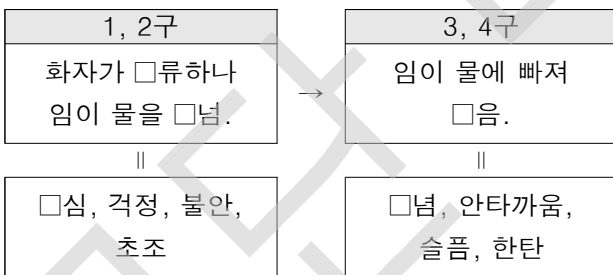 1, 2구
화자가 □류하나
임이 물을 □넘.
→
3, 4구
임이 물에 빠져
□음.
॥
॥
□심, 걱정, 불안,
초조
□념, 안타까움,
슬픔, 한탄